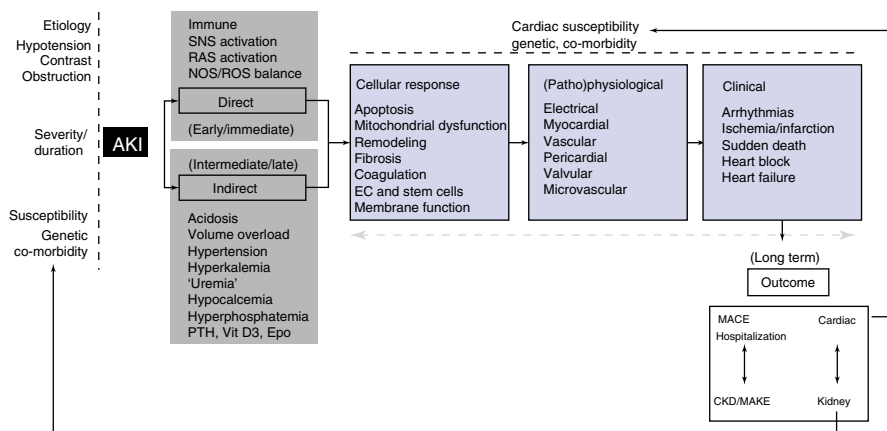 Etiology
Hypotension
Contrast
Obstruction
Severity/
duration
Susceptibility
Genetic
co-morbidity
AKI
Immune
SNS activation
RAS activation
NOS/ROS balance
Direct
(Early/immediate)
(Intermediate/late)
Indirect
Acidosis
Volume overload
Hypertension
Hyperkalemia
‘Uremia’
Hypocalcemia
Hyperphosphatemia
PTH, Vit D3, Epo
Cardiac susceptibility
genetic, co-morbidity
Cellular response
Apoptosis
Mitochondrial dysfunction
Remodeling
Fibrosis
Coagulation
EC and stem cells
Membrane function
(Patho)physiological
Electrical
Myocardial
Vascular
Pericardial
Valvular
Microvascular
Clinical
Arrhythmias
Ischemia/infarction
Sudden death
Heart block
Heart failure
(Long term)
Outcome
MACE
Hospitalization
CKD/MAKE
Cardiac
Kidney